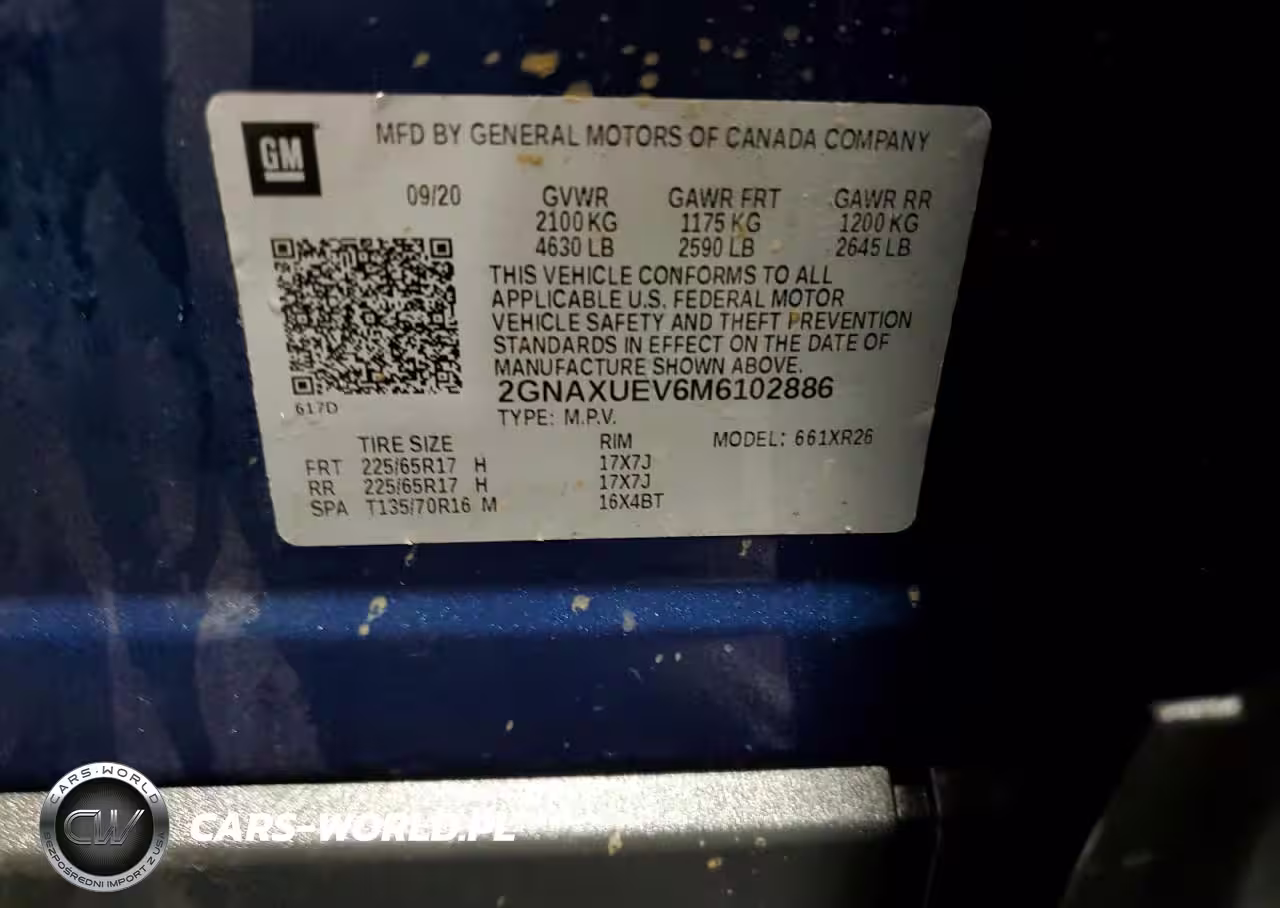 GM
MFD BY GENERAL MOTORS OF CANADA COMPANY
09/20 GVWR GAWR FRT GAWR RR
2100 KG 1175 KG 1200 KG
4630 LB 2590 LB 2645 LB
THIS VEHICLE CONFORMS TO ALL
APPLICABLE U.S. FEDERAL MOTOR
VEHICLE SAFETY AND THEFT PREVENTION
STANDARDS IN EFFECT ON THE DATE OF
MANUFACTURE SHOWN ABOVE.
2GNAXUEV6M6102886
617D
TYPE: M.P.V.
TIRE SIZE RIM MODEL: 661XR26
FRT 225/65R17 H 17X7J
RR 225/65R17 H 17X7J
SPA T135/70R16 M 16X4BT
CARS-WORLD
CW
BEZPOŚREDNI IMPORT Z USA
CARS-WORLD.PL